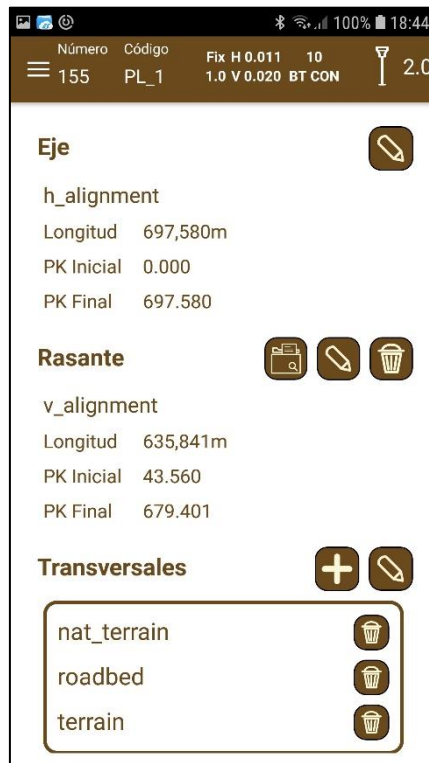 100% 18:44
Número Código Fix H 0.011 10
155 PL_1 1.0 V 0.020 BT CON 2.0
Eje
h_alignment
Longitud 697,580m
PK Inicial 0.000
PK Final 697.580
Rasante
v_alignment
Longitud 635,841m
PK Inicial 43.560
PK Final 679.401
Transversales
nat_terrain
roadbed
terrain